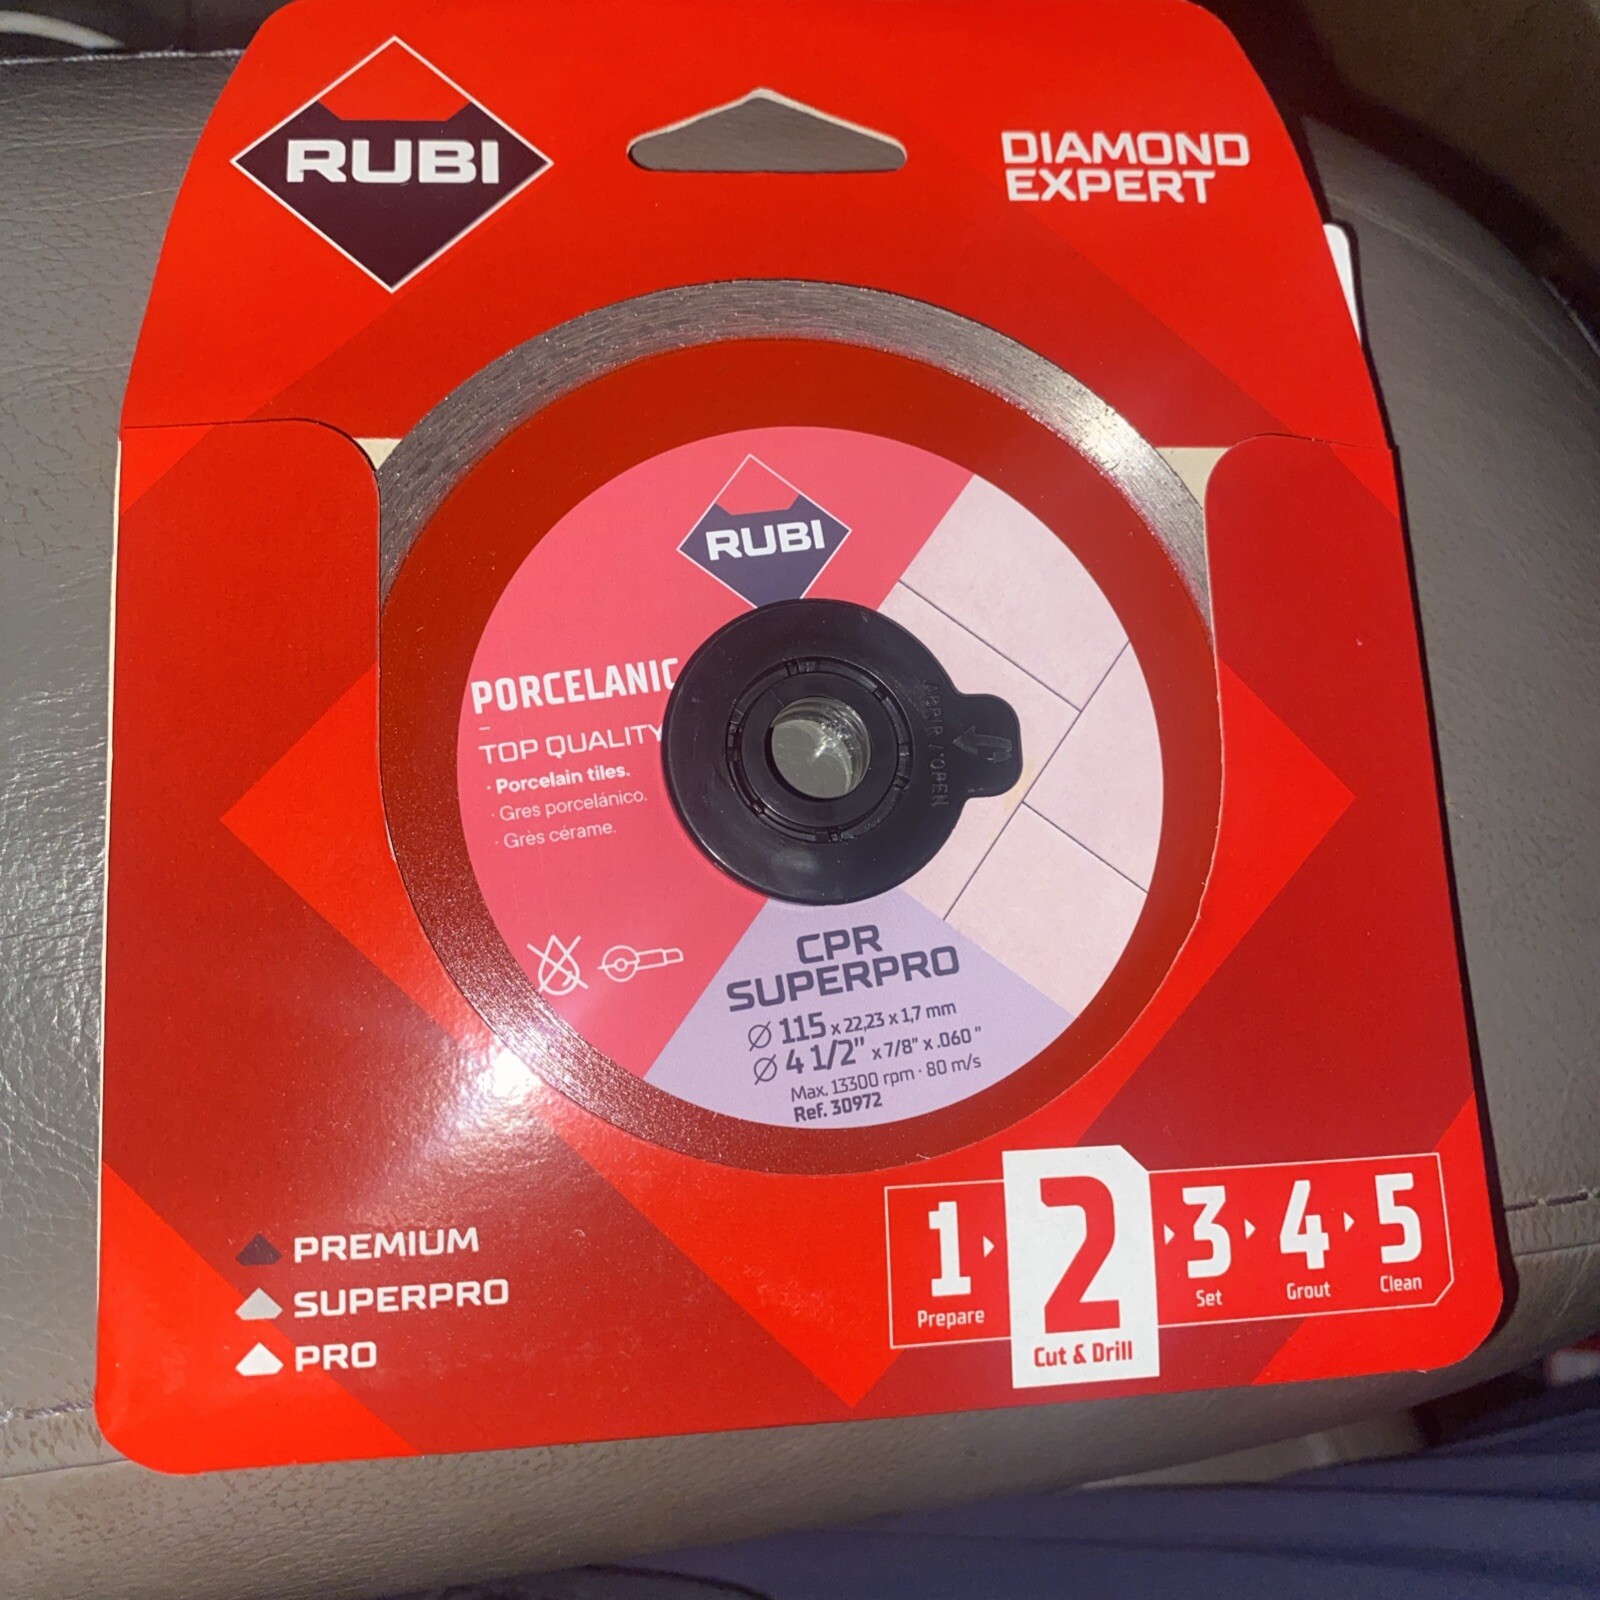 RUBI
DIAMOND
EXPERT
RUBI
PORCELANIC
TOP QUALITY
· Porcelain tiles.
· Gres porcelánico.
· Grès cérame.
ABRIR / OPEN
CPR
SUPERPRO
Ø 115 x 22,23 x 1,7 mm
Ø 4 1/2" x 7/8" x .060"
Max. 13300 rpm · 80 m/s
Ref. 30972
PREMIUM
SUPERPRO
PRO
1 2 3 4 5
Prepare Cut & Drill Set Grout Clean